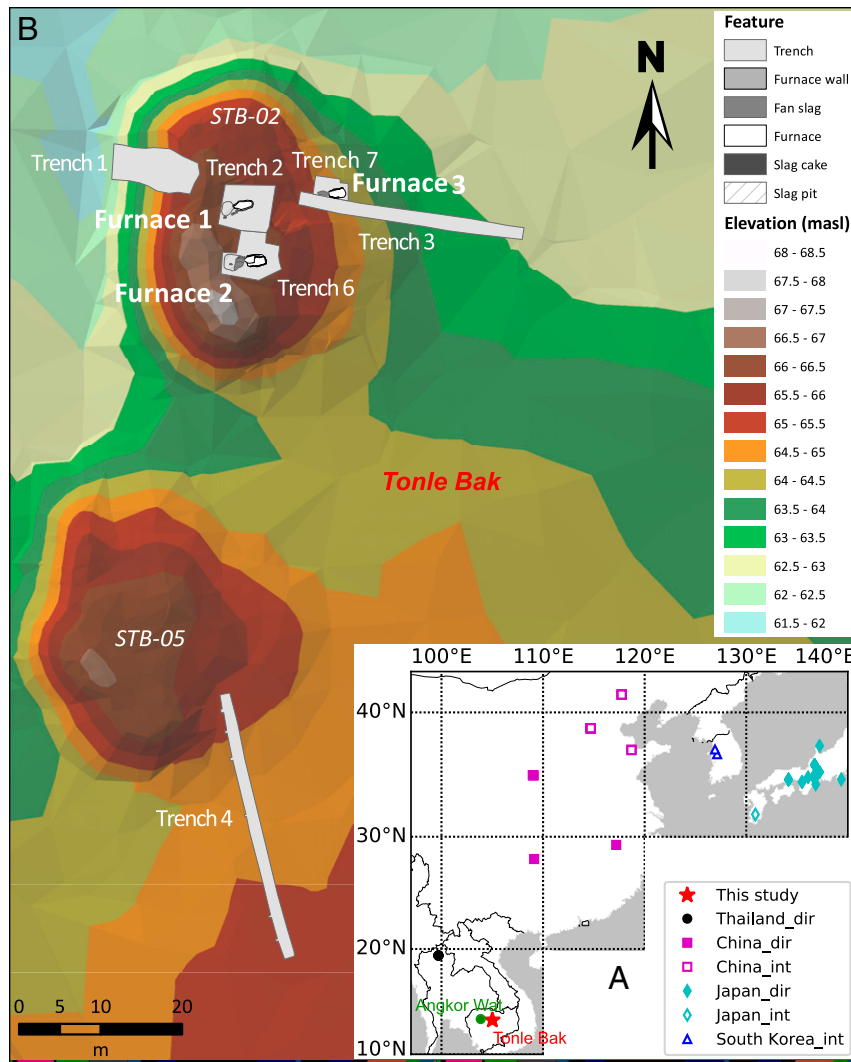 B
STB-02
Trench 1
Trench 2
Trench 7
Furnace 3
Furnace 1
Trench 3
Furnace 2
Trench 6
Tonle Bak
STB-05
Trench 4
0 5 10 20
m
N
Feature
Trench
Furnace wall
Fan slag
Furnace
Slag cake
Slag pit
Elevation (masl)
68 - 68.5
67.5 - 68
67 - 67.5
66.5 - 67
66 - 66.5
65.5 - 66
65 - 65.5
64.5 - 65
64 - 64.5
63.5 - 64
63 - 63.5
62.5 - 63
62 - 62.5
61.5 - 62
100°E 110°E 120°E 130°E 140°E
40°N
30°N
20°N
10°N
A
Angkor Wat
Tonle Bak
This study
Thailand_dir
China_dir
China_int
Japan_dir
Japan_int
South Korea_int